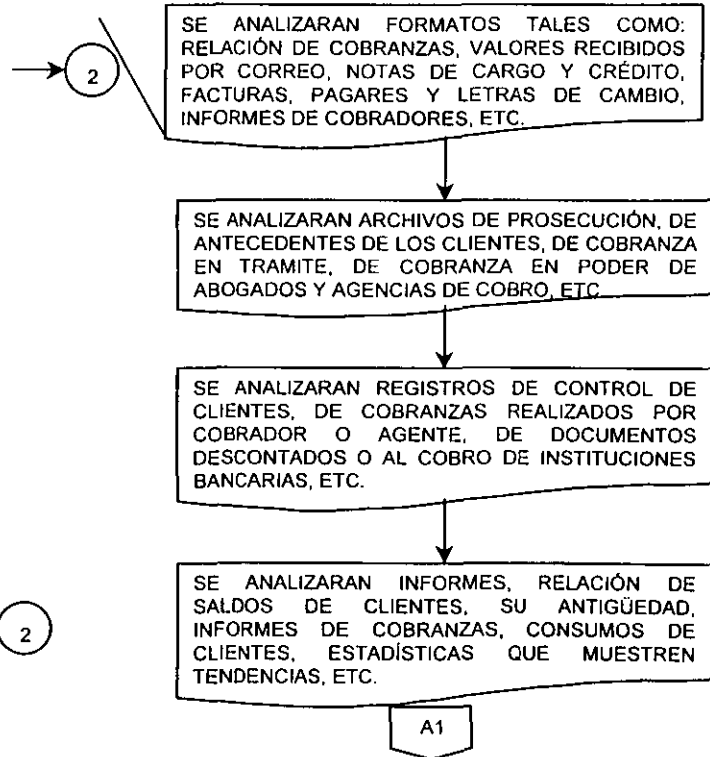 SE ANALIZARAN FORMATOS TALES COMO:
RELACIÓN DE COBRANZAS, VALORES RECIBIDOS
POR CORREO, NOTAS DE CARGO Y CRÉDITO,
FACTURAS, PAGARES Y LETRAS DE CAMBIO,
INFORMES DE COBRADORES, ETC.
2
SE ANALIZARAN ARCHIVOS DE PROSECUCIÓN, DE
ANTECEDENTES DE LOS CLIENTES, DE COBRANZA
EN TRAMITE, DE COBRANZA EN PODER DE
ABOGADOS Y AGENCIAS DE COBRO, ETC
SE ANALIZARAN REGISTROS DE CONTROL DE
CLIENTES, DE COBRANZAS REALIZADOS POR
COBRADOR O AGENTE, DE DOCUMENTOS
DESCONTADOS O AL COBRO DE INSTITUCIONES
BANCARIAS, ETC.
SE ANALIZARAN INFORMES, RELACIÓN DE
SALDOS DE CLIENTES, SU ANTIGÜEDAD,
INFORMES DE COBRANZAS, CONSUMOS DE
CLIENTES, ESTADÍSTICAS QUE MUESTREN
TENDENCIAS, ETC.
2
A1